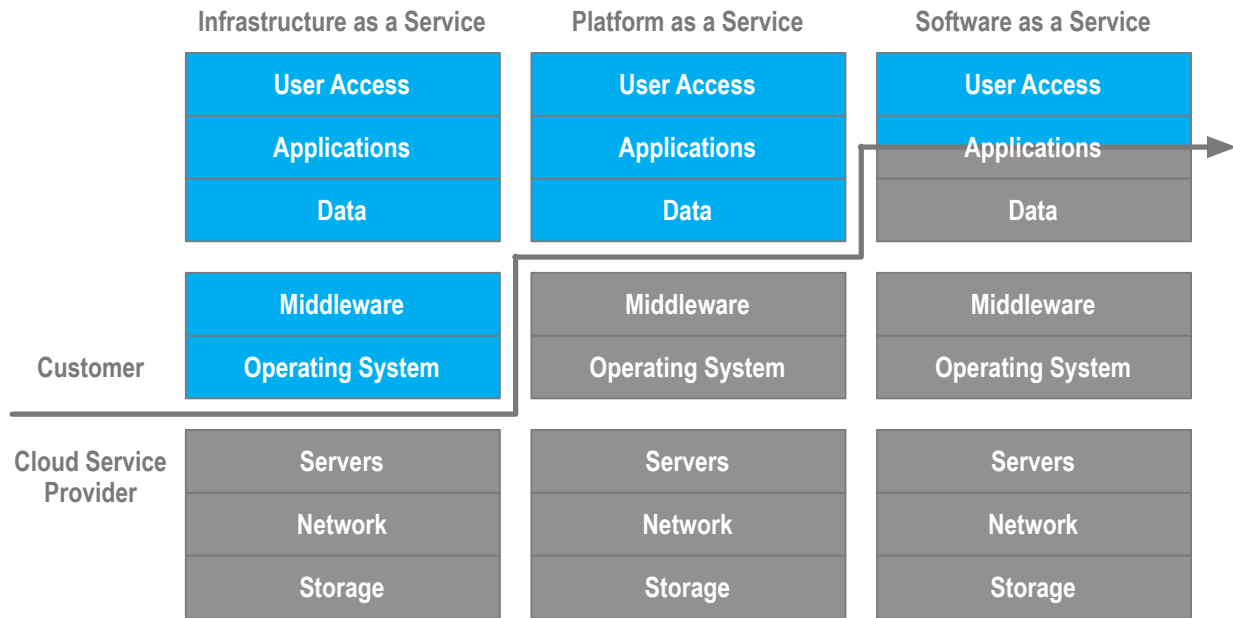 Infrastructure as a Service
Platform as a Service
Software as a Service
User Access
User Access
User Access
Applications
Applications
Applications
Data
Data
Data
Middleware
Middleware
Middleware
Customer
Operating System
Operating System
Operating System
Cloud Service
Provider
Servers
Servers
Servers
Network
Network
Network
Storage
Storage
Storage